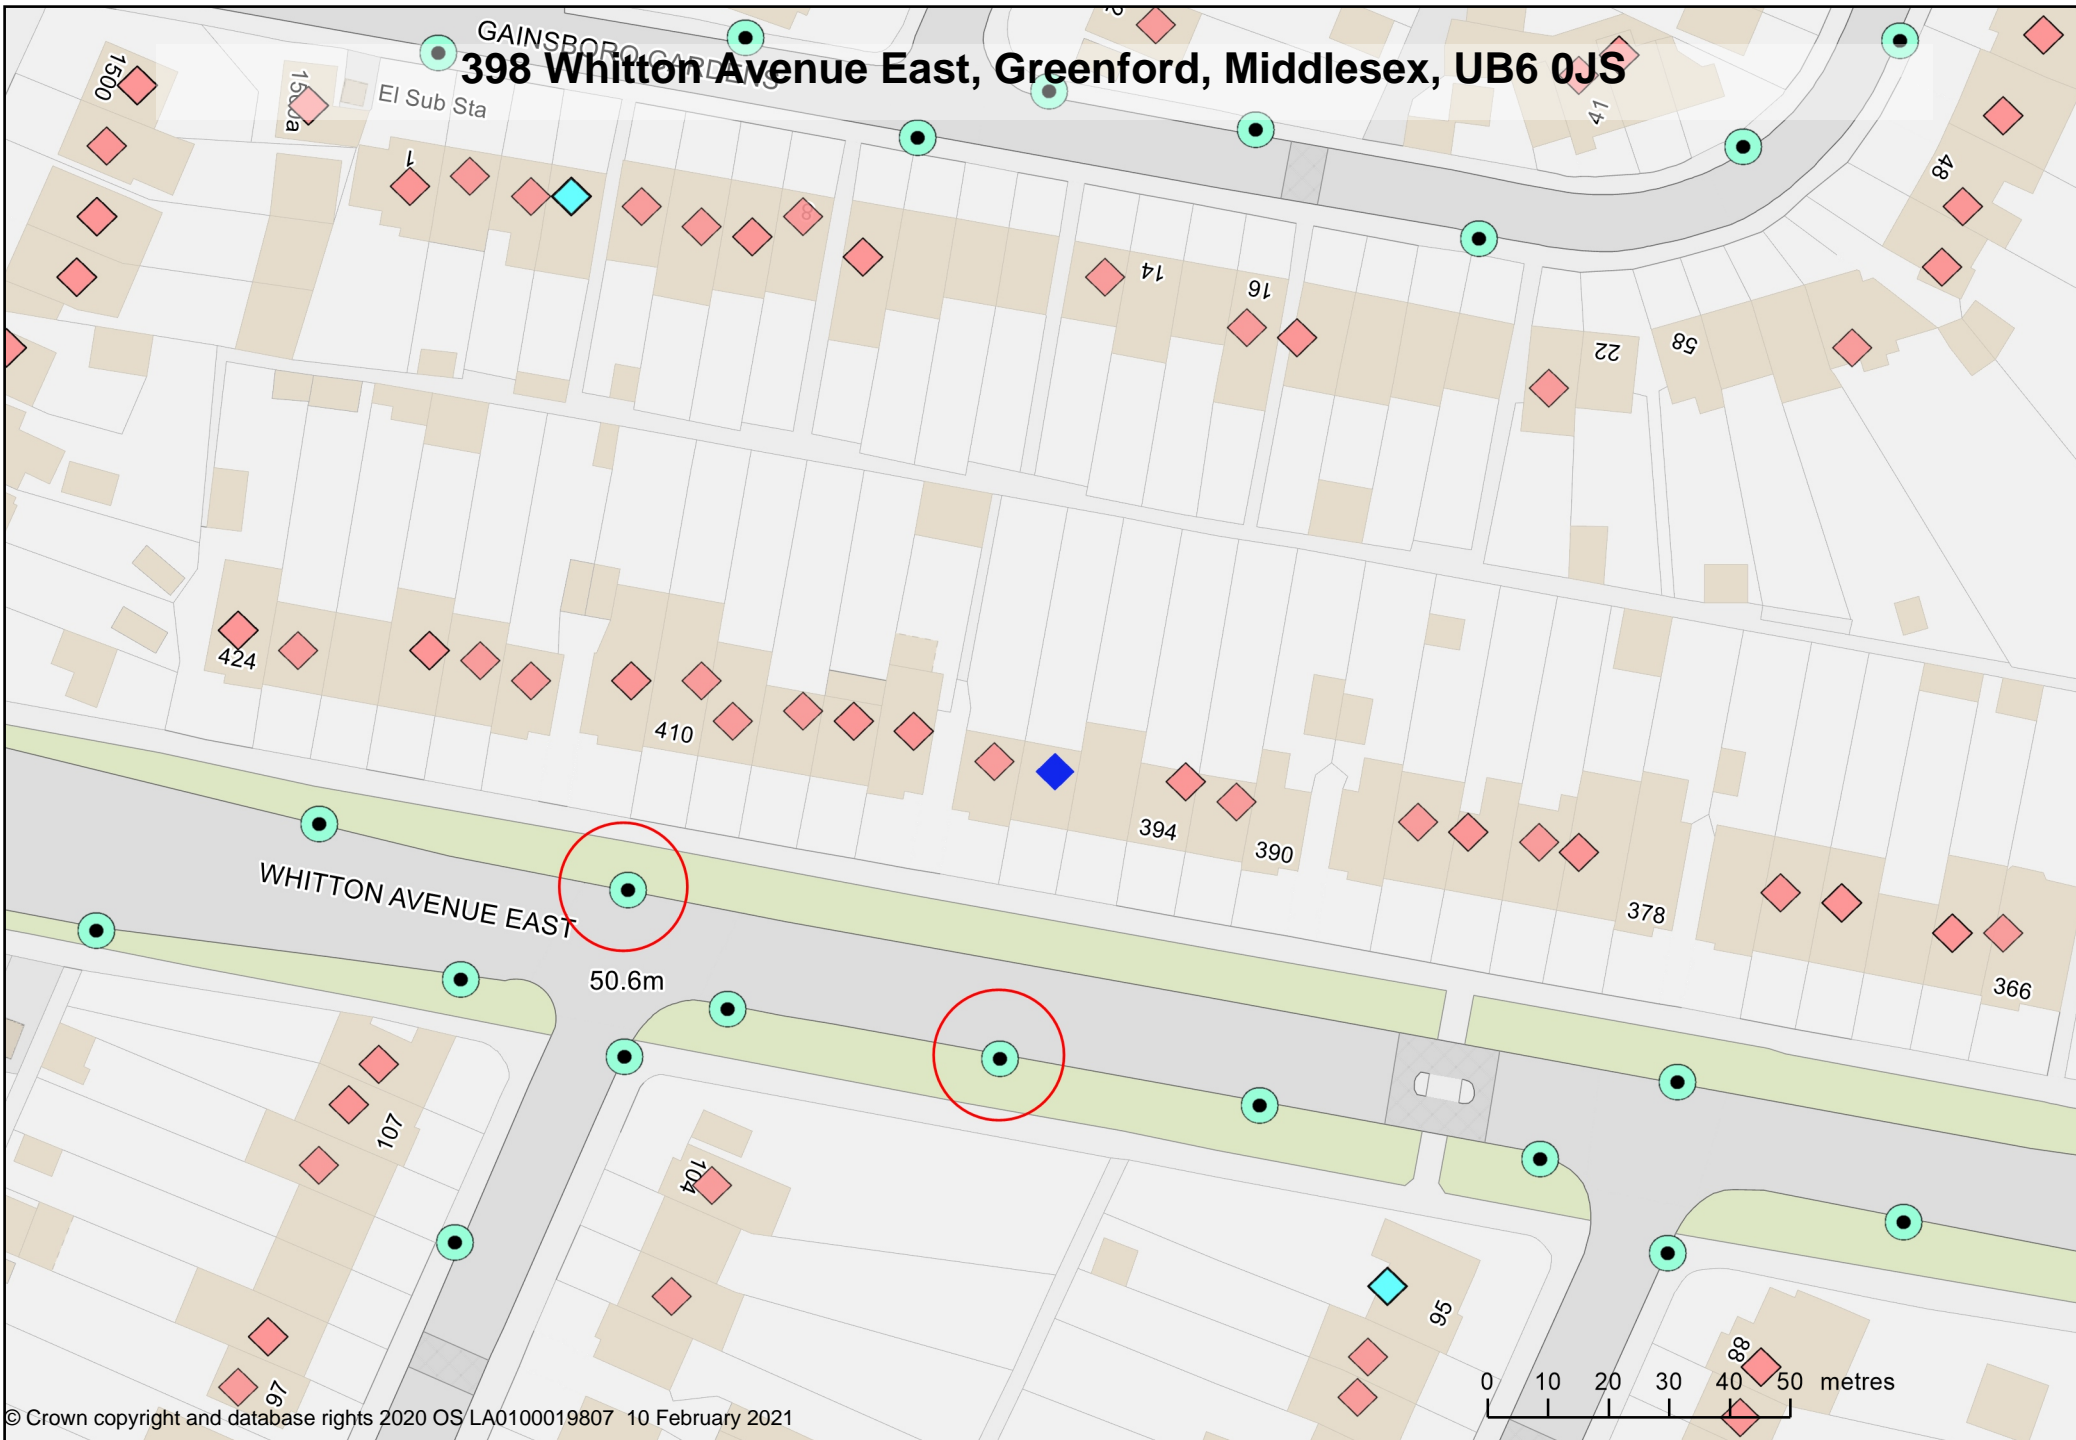 GAINSBORO GARDENS
398 Whitton Avenue East, Greenford, Middlesex, UB6 0JS
1500
1500a
El Sub Sta
41
1
8
48
14
16
22
58
424
410
394
390
378
366
WHITTON AVENUE EAST
50.6m
107
104
95
88
97
0 10 20 30 40 50 metres
© Crown copyright and database rights 2020 OS LA0100019807 10 February 2021